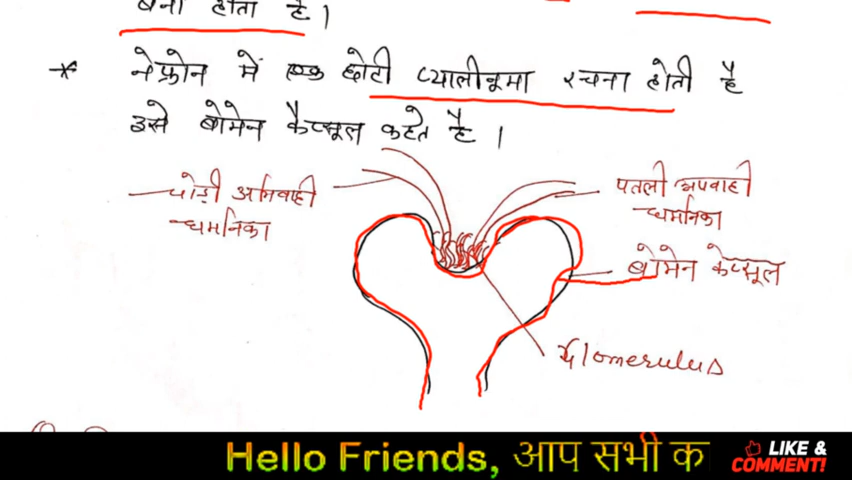 बना होता है।
* नेफ्रोन में एक छोटी प्यालीनुमा रचना होती है
उसे बोमेन कैप्सूल कहते है।
चोड़ी अभिवाही
धमनिका
पतली अपवाही
धमनिका
बोमेन केप्सूल
Glomerulus
Hello Friends, आप सभी क
LIKE &
COMMENT!